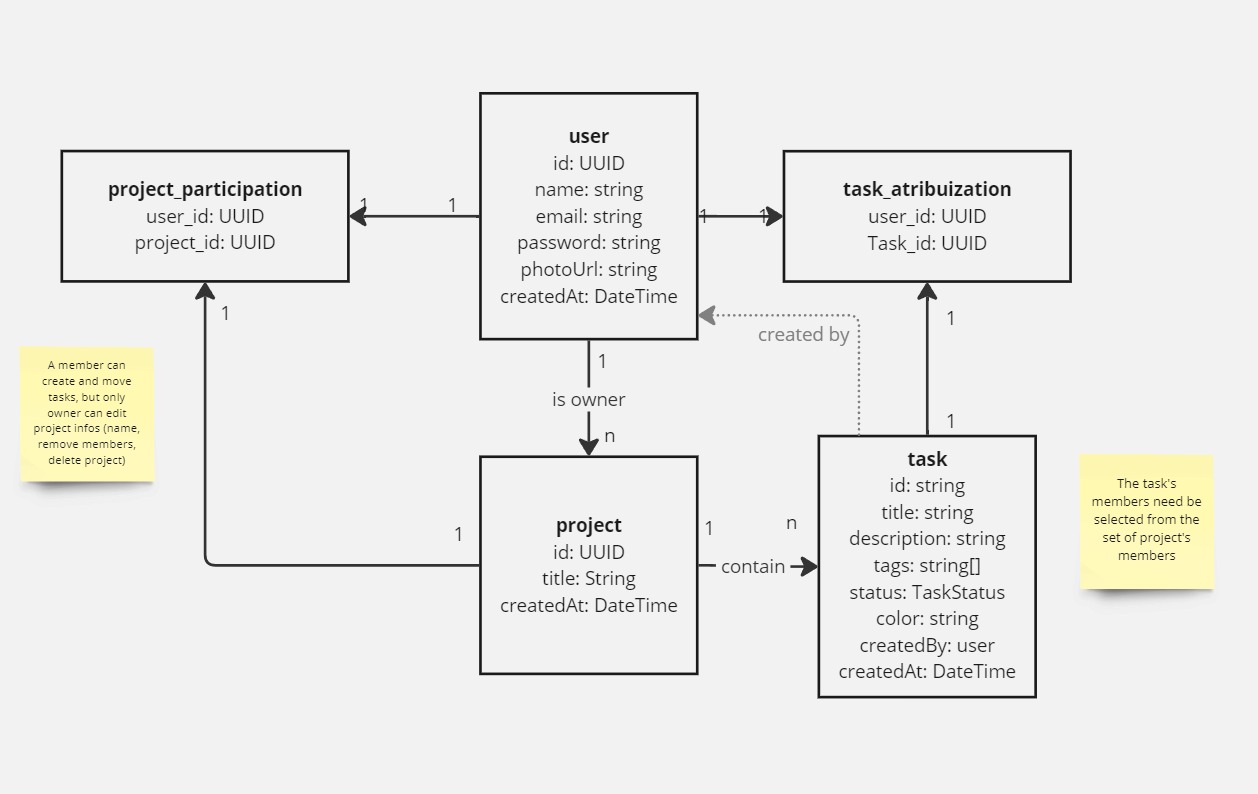 user
id: UUID
name: string
email: string
password: string
photoUrl: string
createdAt: DateTime
project_participation
user_id: UUID
project_id: UUID
1
1
1
1
task_atribuization
user_id: UUID
Task_id: UUID
1
1
created by
1
is owner
n
1
A member can
create and move
tasks, but only
owner can edit
project infos (name,
remove members,
delete project)
task
id: string
title: string
description: string
tags: string[]
status: TaskStatus
color: string
createdBy: user
createdAt: DateTime
The task's
members need be
selected from the
set of project's
members
project
id: UUID
title: String
createdAt: DateTime
1
1
n
contain